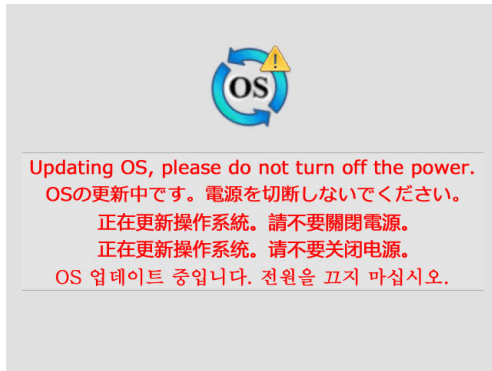 OS
Updating OS, please do not turn off the power.
OSの更新中です。電源を切断しないでください。
正在更新操作系統。請不要關閉電源。
正在更新操作系统。请不要关闭电源。
OS 업데이트 중입니다. 전원을 끄지 마십시오.